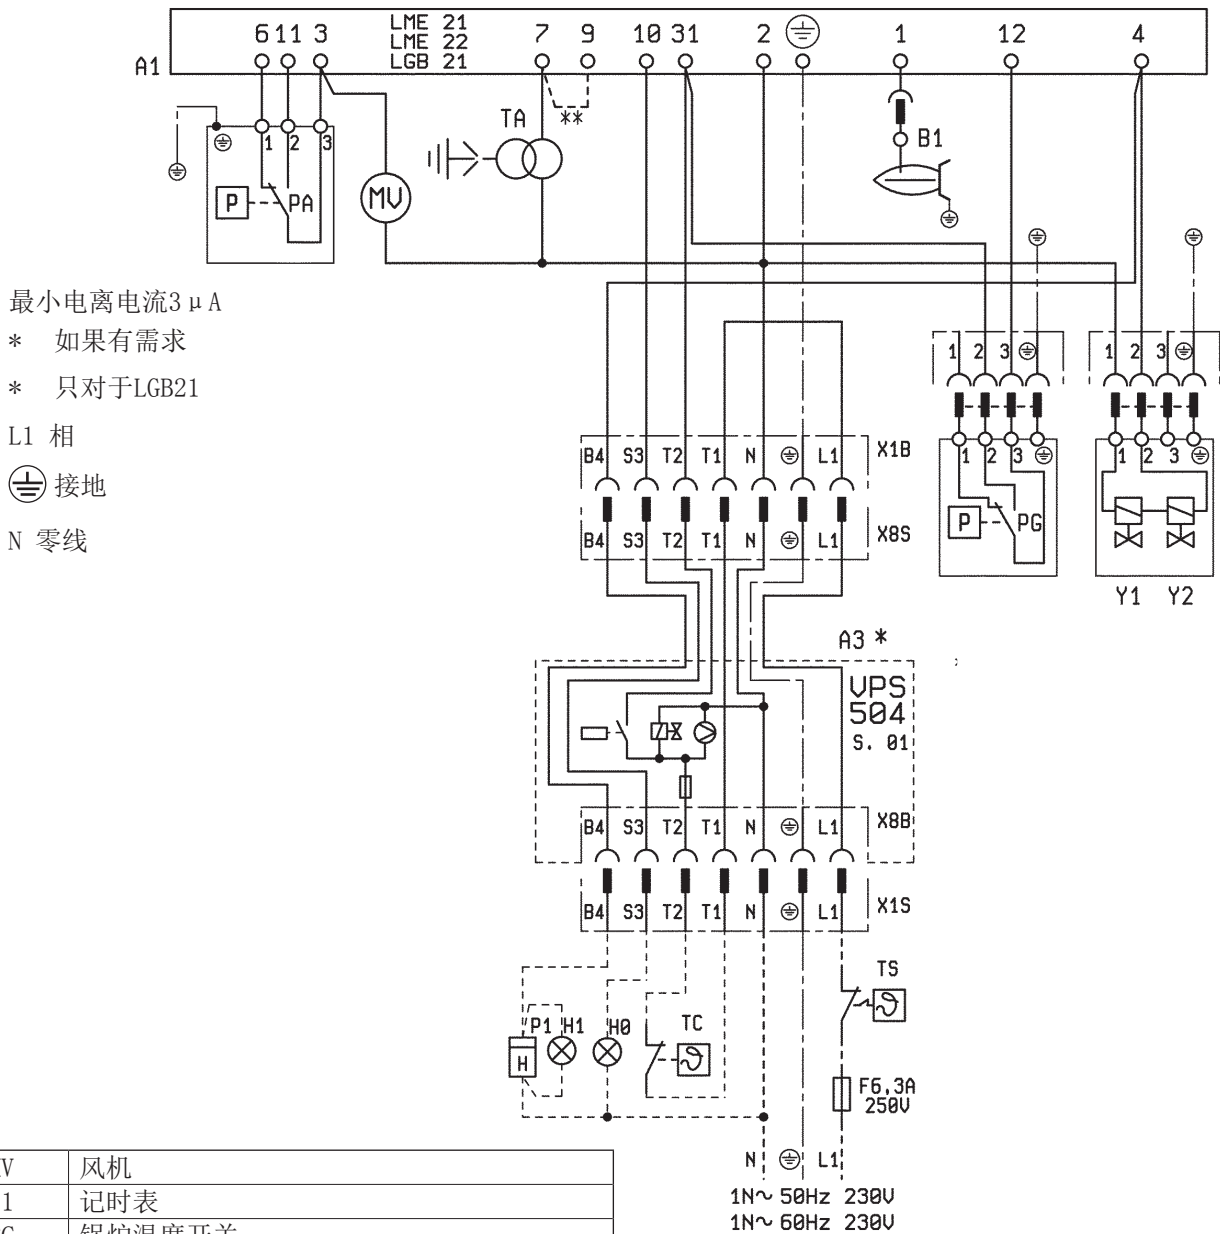 LME 21
LME 22
LGB 21
6 11 3 7 9 10 31 2 1 12 4
A1
TA
**
B1
1 2 3
P PA
MV
最小电离电流3μA
* 如果有需求
* 只对于LGB21
L1 相
接地
N 零线
1 2 3
1 2 3
1 2 3
1 2 3
P PG
Y1 Y2
B4 S3 T2 T1 N L1 X1B
B4 S3 T2 T1 N L1 X8S
A3 *
VPS
504
S. 01
B4 S3 T2 T1 N L1 X8B
B4 S3 T2 T1 N L1 X1S
TS
P1 H1 H0 TC
H
F6,3A
250V
N L1
1N~ 50Hz 230V
1N~ 60Hz 230V
V 风机
1 记时表
锅炉温度开关